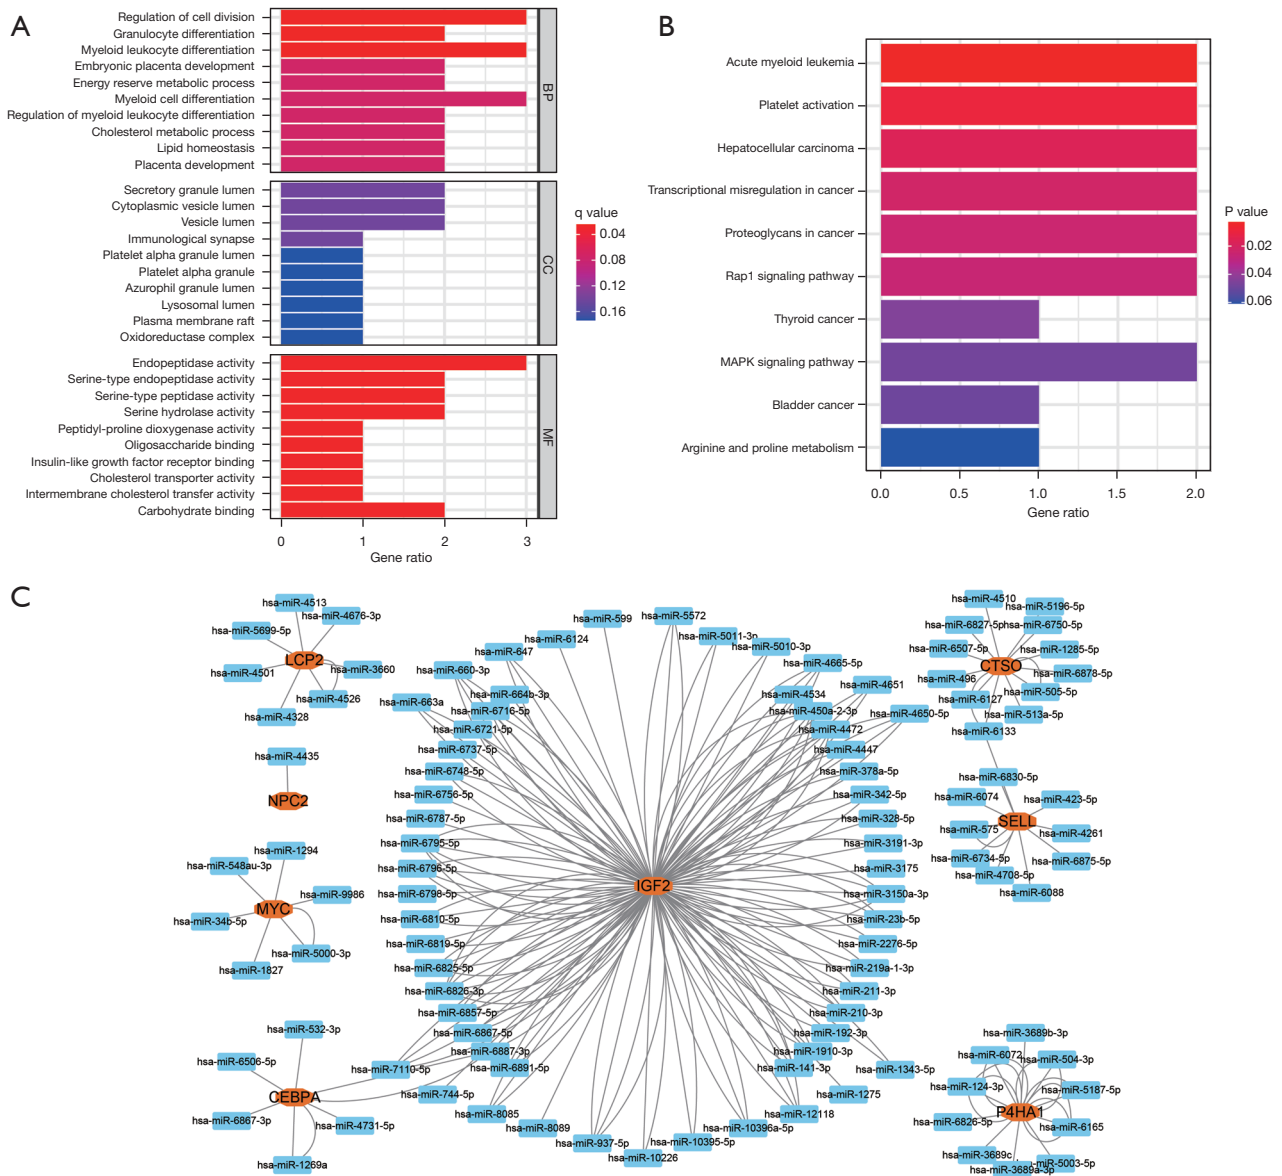 A
Regulation of cell division
Granulocyte differentiation
Myeloid leukocyte differentiation
Embryonic placenta development
Energy reserve metabolic process
Myeloid cell differentiation
Regulation of myeloid leukocyte differentiation
Cholesterol metabolic process
Lipid homeostasis
Placenta development
BP
Secretory granule lumen
Cytoplasmic vesicle lumen
Vesicle lumen
Immunological synapse
Platelet alpha granule lumen
Platelet alpha granule
Azurophil granule lumen
Lysosomal lumen
Plasma membrane raft
Oxidoreductase complex
CC
Endopeptidase activity
Serine-type endopeptidase activity
Serine-type peptidase activity
Serine hydrolase activity
Peptidyl-proline dioxygenase activity
Oligosaccharide binding
Insulin-like growth factor receptor binding
Cholesterol transporter activity
Intermembrane cholesterol transfer activity
Carbohydrate binding
MF
0 1 2 3
Gene ratio
q value
0.04
0.08
0.12
0.16
B
Acute myeloid leukemia
Platelet activation
Hepatocellular carcinoma
Transcriptional misregulation in cancer
Proteoglycans in cancer
Rap1 signaling pathway
Thyroid cancer
MAPK signaling pathway
Bladder cancer
Arginine and proline metabolism
0.0 0.5 1.0 1.5 2.0
Gene ratio
P value
0.02
0.04
0.06
C
hsa-miR-4513
hsa-miR-4676-3p
hsa-miR-5699-5p
LCP2
hsa-miR-3660
hsa-miR-4501
hsa-miR-4526
hsa-miR-4328
hsa-miR-4435
NPC2
hsa-miR-1294
hsa-miR-548au-3p
hsa-miR-9986
MYC
hsa-miR-34b-5p
hsa-miR-5000-3p
hsa-miR-1827
hsa-miR-532-3p
hsa-miR-6506-5p
CEBPA
hsa-miR-6867-3p
hsa-miR-4731-5p
hsa-miR-1269a
hsa-miR-599
hsa-miR-6124
hsa-miR-647
hsa-miR-660-3p
hsa-miR-664b-3p
hsa-miR-663a
hsa-miR-6716-5p
hsa-miR-6721-5p
hsa-miR-6737-5p
hsa-miR-6748-5p
hsa-miR-6756-5p
hsa-miR-6787-5p
hsa-miR-6795-5p
hsa-miR-6796-5p
hsa-miR-6798-5p
hsa-miR-6810-5p
hsa-miR-6819-5p
hsa-miR-6825-5p
hsa-miR-6826-3p
hsa-miR-6857-5p
hsa-miR-6867-5p
hsa-miR-6887-3p
hsa-miR-7110-5p
hsa-miR-6891-5p
hsa-miR-744-5p
hsa-miR-8085
hsa-miR-8089
hsa-miR-937-5p
hsa-miR-10226
IGF2
hsa-miR-5572
hsa-miR-5011-3p
hsa-miR-5010-3p
hsa-miR-4665-5p
hsa-miR-4651
hsa-miR-4534
hsa-miR-450a-2-3p
hsa-miR-4650-5p
hsa-miR-4472
hsa-miR-4447
hsa-miR-378a-5p
hsa-miR-342-5p
hsa-miR-328-5p
hsa-miR-3191-3p
hsa-miR-3175
hsa-miR-3150a-3p
hsa-miR-23b-5p
hsa-miR-2276-5p
hsa-miR-219a-1-3p
hsa-miR-211-3p
hsa-miR-210-3p
hsa-miR-192-3p
hsa-miR-1910-3p
hsa-miR-141-3p
hsa-miR-1343-5p
hsa-miR-1275
hsa-miR-12118
hsa-miR-10396a-5p
hsa-miR-10395-5p
hsa-miR-4510
hsa-miR-5196-5p
hsa-miR-6827-5p
hsa-miR-6750-5p
hsa-miR-6507-5p
hsa-miR-1285-5p
CTSO
hsa-miR-496
hsa-miR-6878-5p
hsa-miR-6127
hsa-miR-505-5p
hsa-miR-513a-5p
hsa-miR-6133
hsa-miR-6830-5p
hsa-miR-6074
hsa-miR-423-5p
SELL
hsa-miR-575
hsa-miR-4261
hsa-miR-6734-5p
hsa-miR-6875-5p
hsa-miR-4708-5p
hsa-miR-6088
hsa-miR-3689b-3p
hsa-miR-6072
hsa-miR-504-3p
hsa-miR-124-3p
hsa-miR-5187-5p
P4HA1
hsa-miR-6826-5p
hsa-miR-6165
hsa-miR-3689c
hsa-miR-5003-5p
hsa-miR-3689a-3p